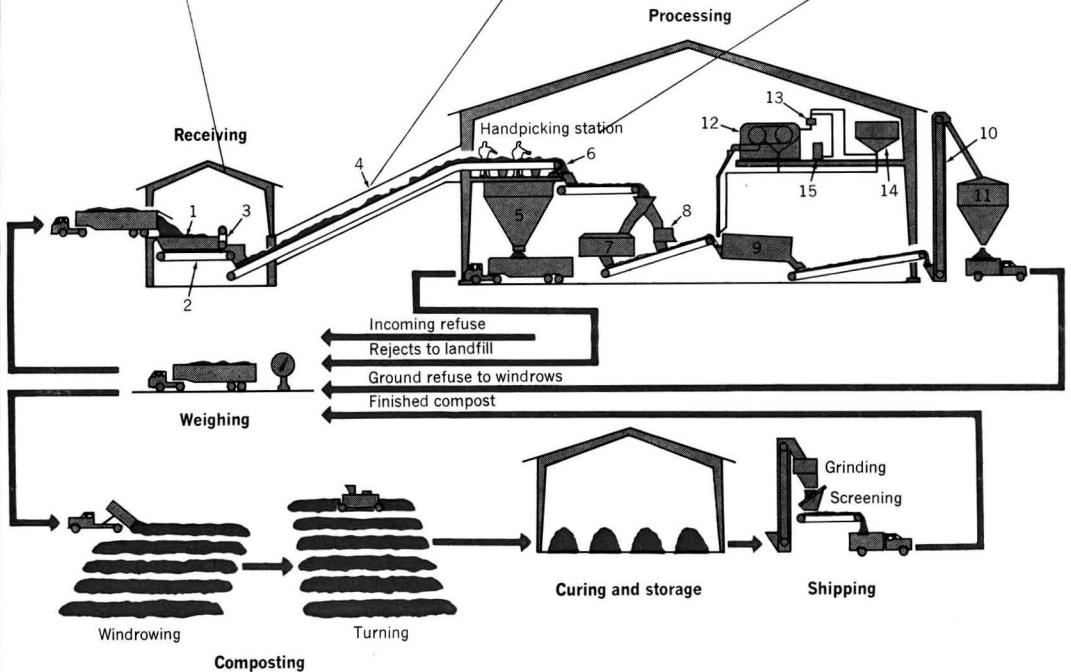 Processing
Receiving
Handpicking station
1
2
3
4
5
6
7
8
9
10
11
12
13
14
15
Incoming refuse
Rejects to landfill
Ground refuse to windrows
Finished compost
Weighing
Grinding
Screening
Curing and storage
Shipping
Windrowing
Turning
Composting